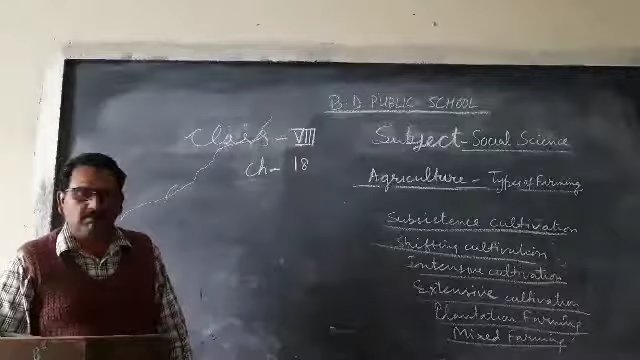 B.D PUBLIC SCHOOL
Class - VIII
Subject - Social Science
Ch - 18
Agriculture - Types of Farming
Subsistence cultivation
Shifting cultivation
Intensive cultivation
Extensive cultivation
Plantation Farming
Mixed Farming